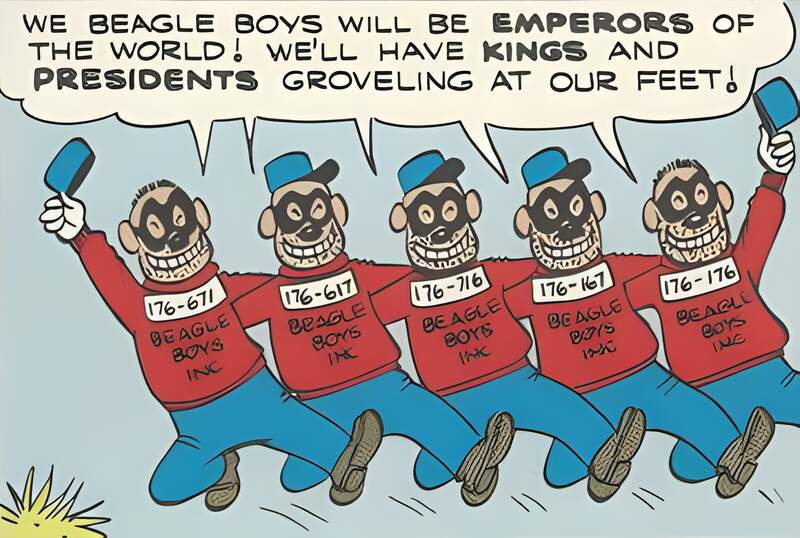 WE BEAGLE BOYS WILL BE EMPERORS OF
THE WORLD! WE'LL HAVE KINGS AND
PRESIDENTS GROVELING AT OUR FEET!
176-671
BEAGLE
BOYS
INC
176-617
BEAGLE
BOYS
INC
176-716
BEAGLE
BOYS
INC
176-167
BEAGLE
BOYS
INC
176-176
BEAGLE
BOYS
INC